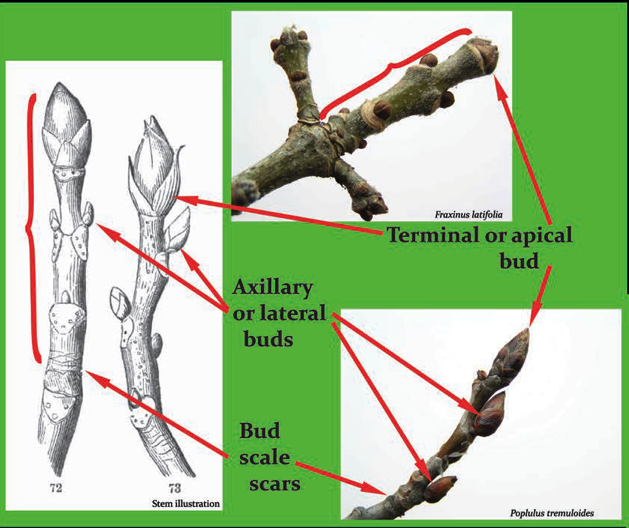 Fraxinus latifolia
Terminal or apical
bud
Axillary
or lateral
buds
Bud
scale
scars
72
73
Stem illustration
Poplulus tremuloides